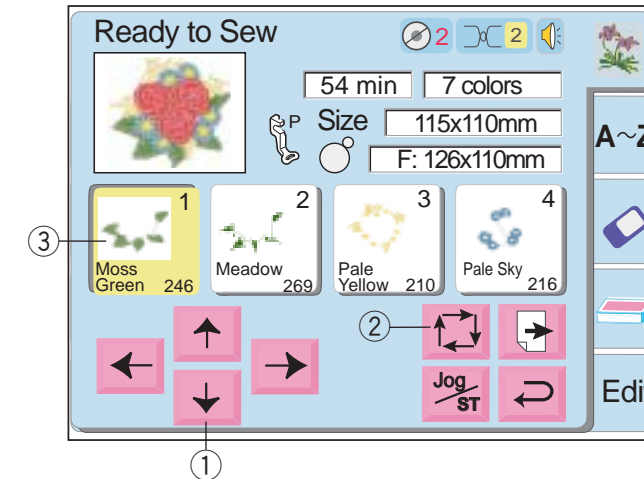 Ready to Sew
2
2
54 min
7 colors
P
Size
115x110mm
F: 126x110mm
A~Z
1
2
3
4
Moss
Green 246
Meadow
269
Pale
Yellow 210
Pale Sky
216
③
②
Jog
ST
Edi
①